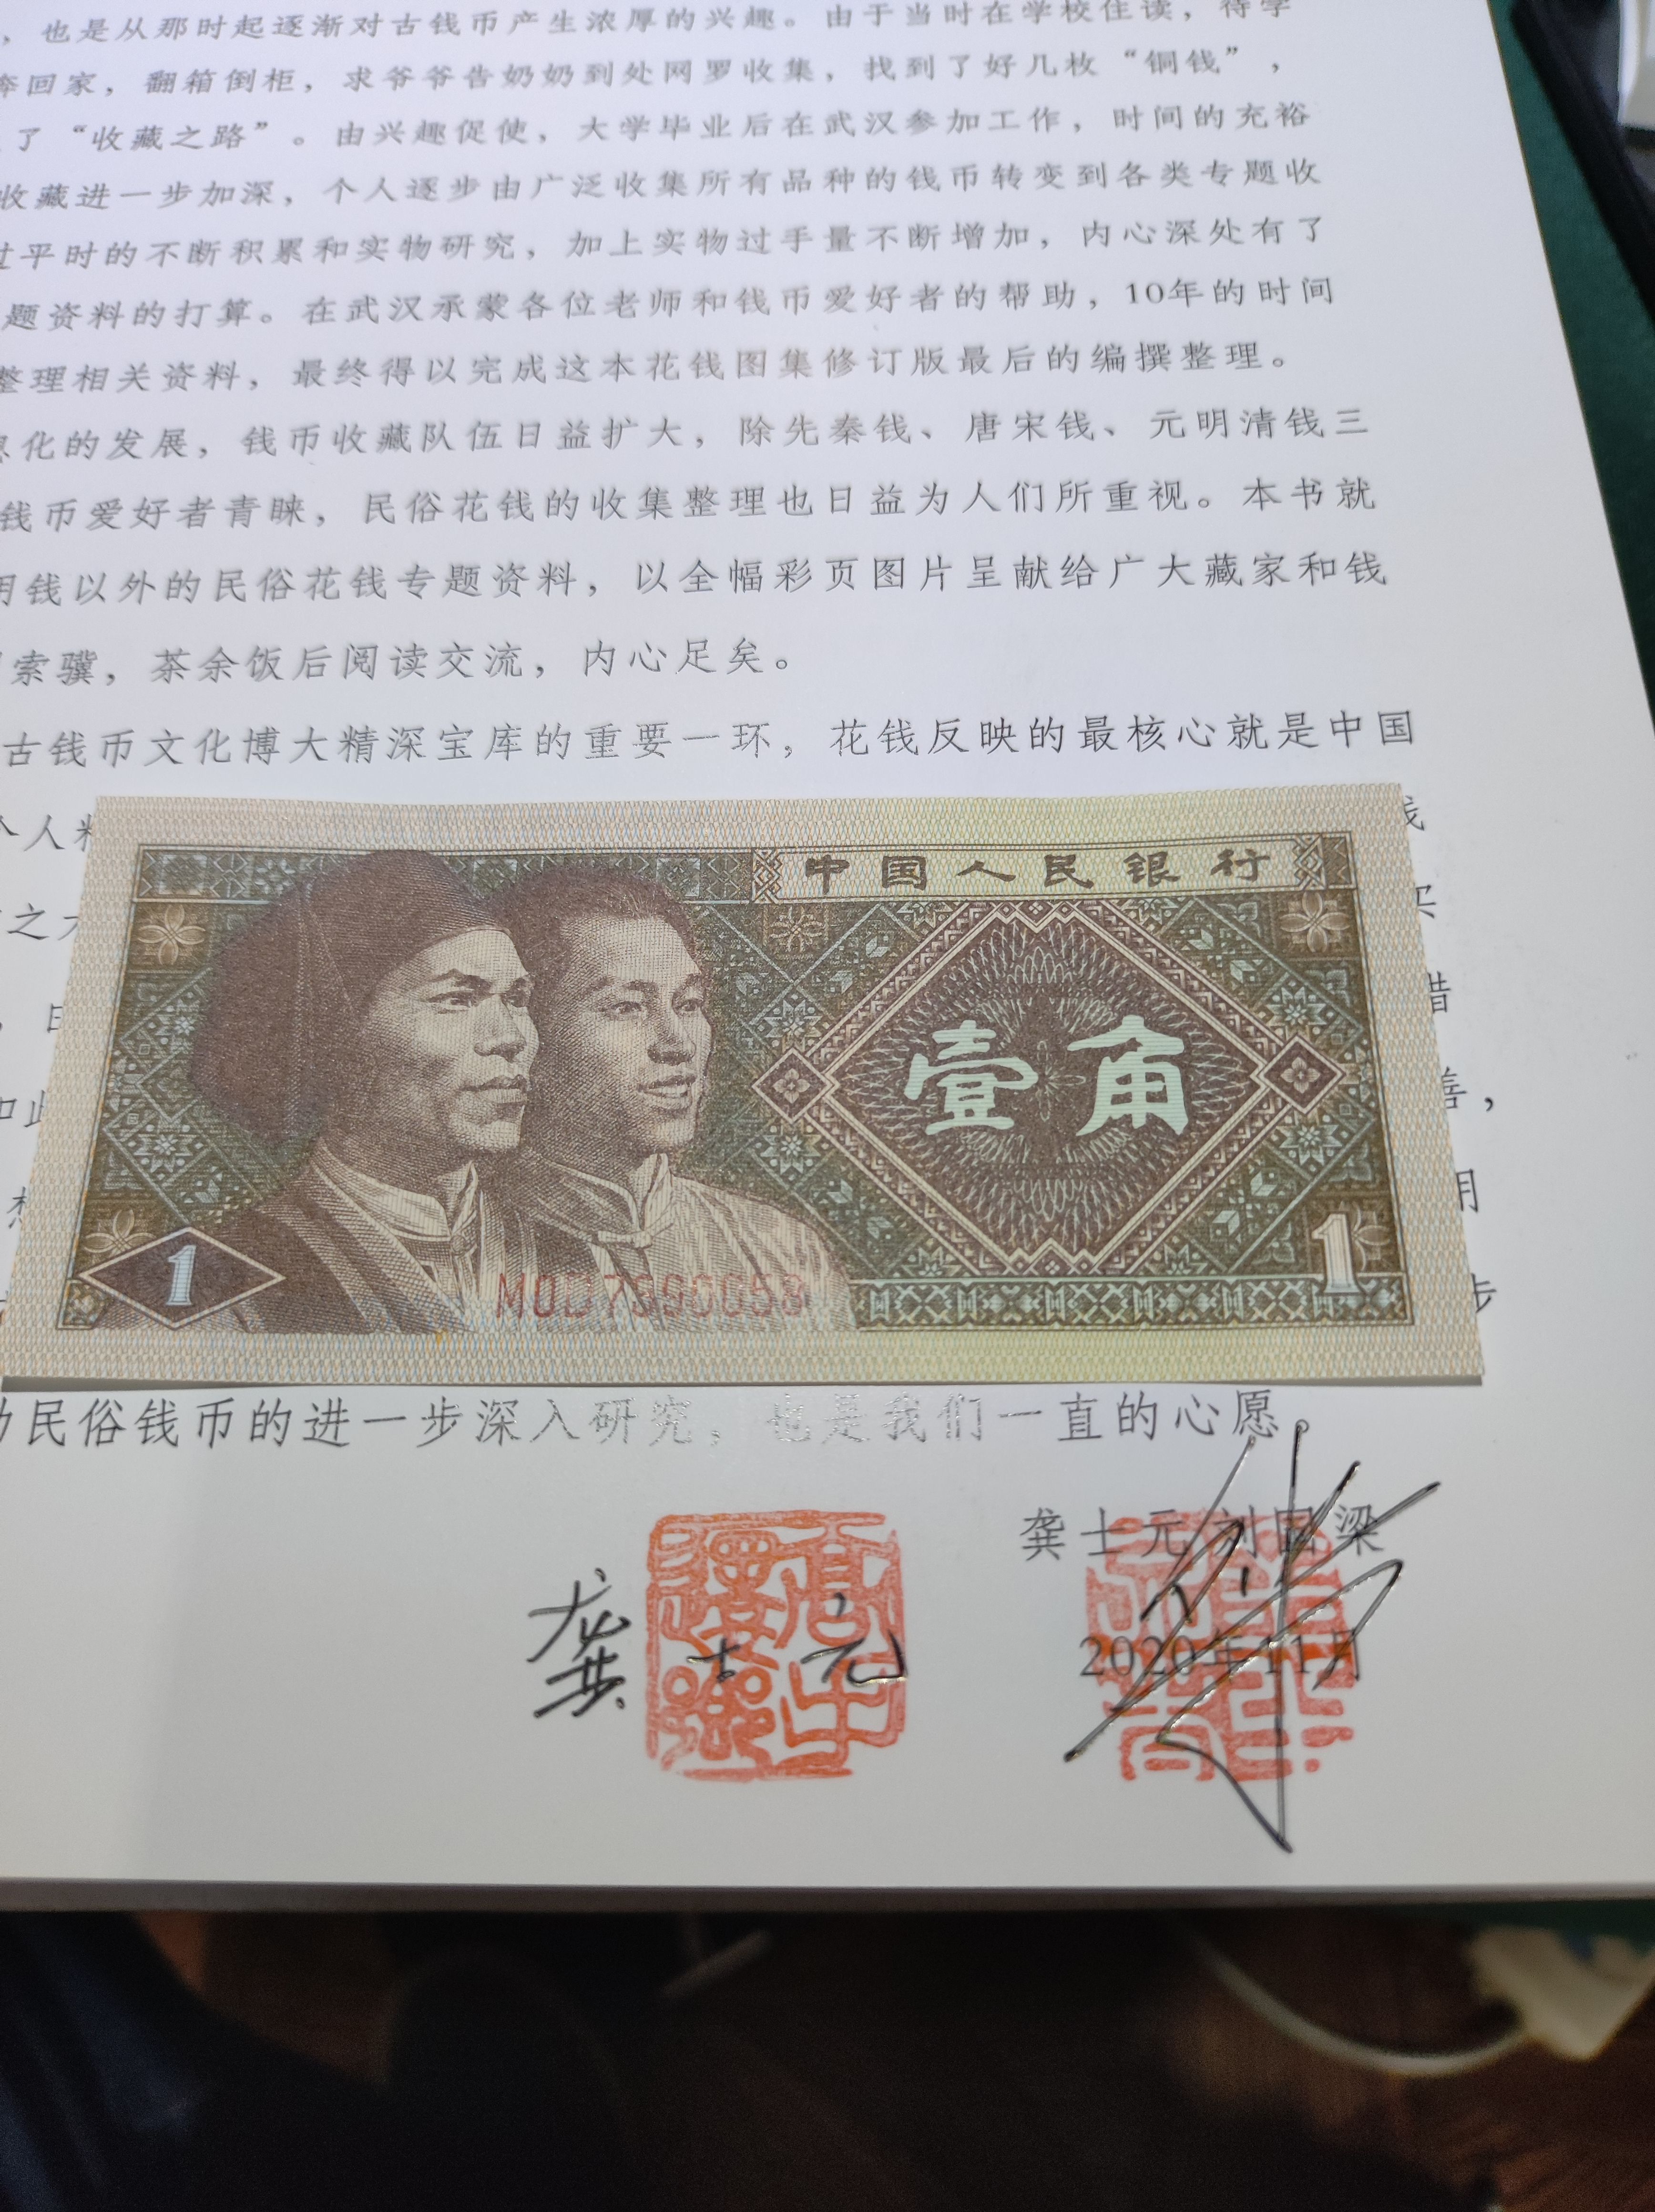 ，也是从那时起逐渐对古钱币产生浓厚的兴趣。由于当时在学校住读，待学
奔回家，翻箱倒柜，求爷爷告奶奶到处网罗收集，找到了好几枚“铜钱”，
了“收藏之路”。由兴趣促使，大学毕业后在武汉参加工作，时间的充裕
收藏进一步加深，个人逐步由广泛收集所有品种的钱币转变到各类专题收
过平时的不断积累和实物研究，加上实物过手量不断增加，内心深处有了
题资料的打算。在武汉承蒙各位老师和钱币爱好者的帮助，10年的时间
整理相关资料，最终得以完成这本花钱图集修订版最后的编撰整理。
息化的发展，钱币收藏队伍日益扩大，除先秦钱、唐宋钱、元明清钱三
钱币爱好者青睐，民俗花钱的收集整理也日益为人们所重视。本书就
用钱以外的民俗花钱专题资料，以全幅彩页图片呈献给广大藏家和钱
索骥，茶余饭后阅读交流，内心足矣。
古钱币文化博大精深宝库的重要一环，花钱反映的最核心就是中国
个人
之
善，
用
步
中国人民银行
壹角
1
1
民俗钱币的进一步深入研究，也是我们一直的心愿。
龚士元 刘国梁
2020年11月
龚士元